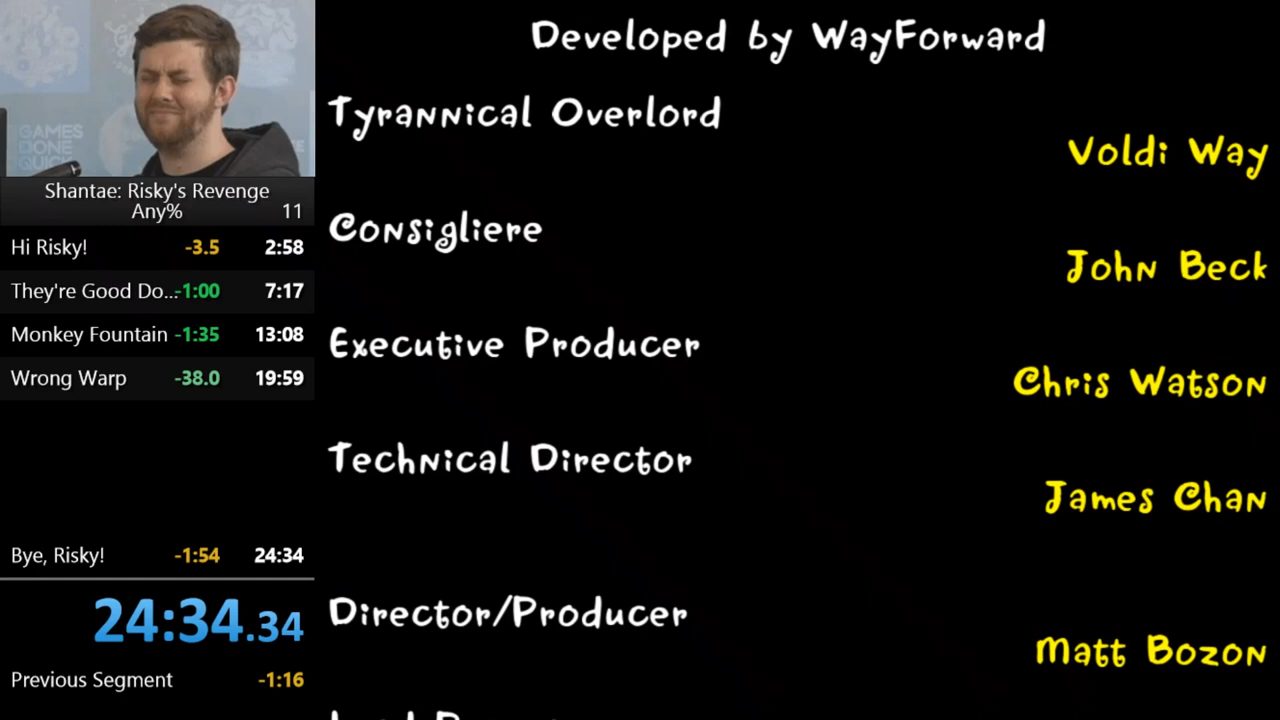 GAMES
DONE
QUICK
Shantae: Risky's Revenge
Any% 11
Hi Risky! -3.5 2:58
They're Good Do... -1:00 7:17
Monkey Fountain -1:35 13:08
Wrong Warp -38.0 19:59
Bye, Risky! -1:54 24:34
24:34.34
Previous Segment -1:16
Developed by WayForward
Tyrannical Overlord
Voldi Way
Consigliere
John Beck
Executive Producer
Chris Watson
Technical Director
James Chan
Director/Producer
Matt Bozon